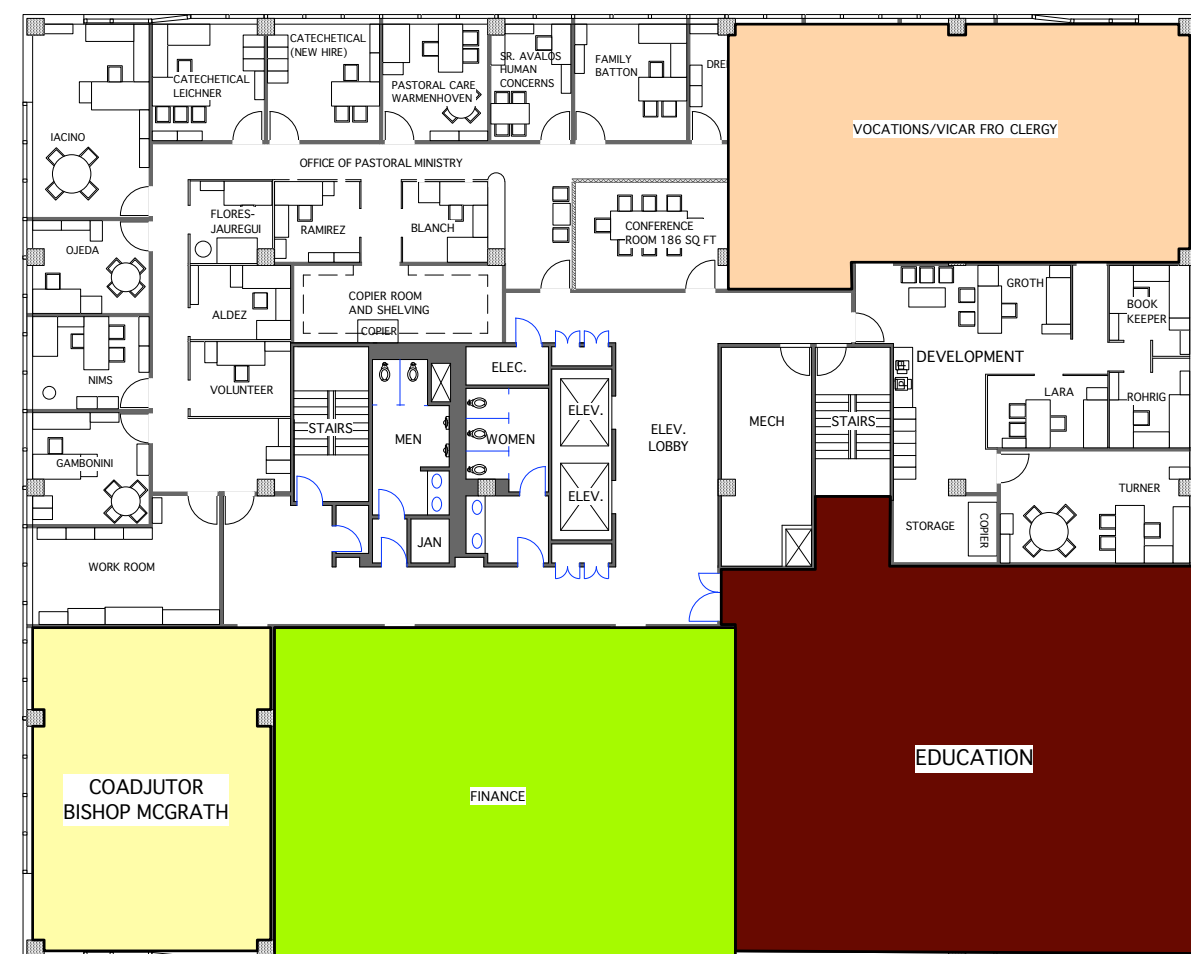 CATECHETICAL
(NEW HIRE)
CATECHETICAL
LEICHNER
PASTORAL CARE
WARMENHOVEN
SR. AVALOS
HUMAN
CONCERNS
FAMILY
BATTON
VOCATIONS/VICAR FRO CLERGY
IACINO
OFFICE OF PASTORAL MINISTRY
FLORES-
JAUREGUI
RAMIREZ
BLANCH
CONFERENCE
ROOM 186 SQ FT
OJEDA
ALDEZ
COPIER ROOM
AND SHELVING
COPIER
GROTH
BOOK
KEEPER
DEVELOPMENT
NIMS
VOLUNTEER
ELEC.
LARA
ROHRIG
STAIRS
MEN
WOMEN
ELEV.
ELEV.
LOBBY
MECH
STAIRS
GAMBONINI
ELEV.
TURNER
STORAGE
COPIER
JAN
WORK ROOM
COADJUTOR
BISHOP MCGRATH
FINANCE
EDUCATION